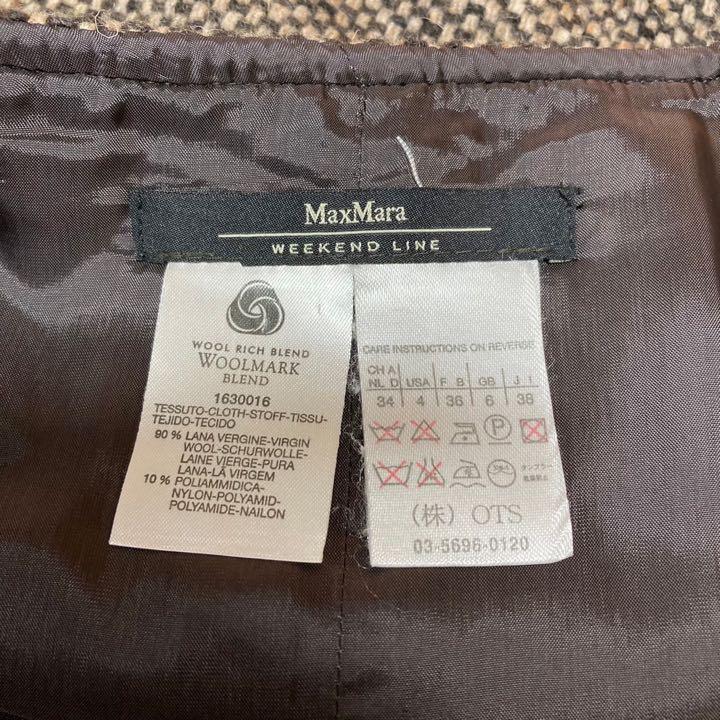 MaxMara
WEEKEND LINE
WOOL RICH BLEND
WOOLMARK
BLEND
1630016
TESSUTO-CLOTH-STOFF-TISSU-
TEJIDO-TECIDO
90 % LANA VERGINE-VIRGIN
WOOL-SCHURWOLLE-
LAINE VIERGE-PURA
LANA-LÃ VIRGEM
10 % POLIAMMIDICA-
NYLON-POLYAMID-
POLYAMIDE-NAILON
CARE INSTRUCTIONS ON REVERSE
CH A
NL D USA F B GB J I
34 4 36 6 38
P
タンブラー
(株) OTS
03-5696-0120